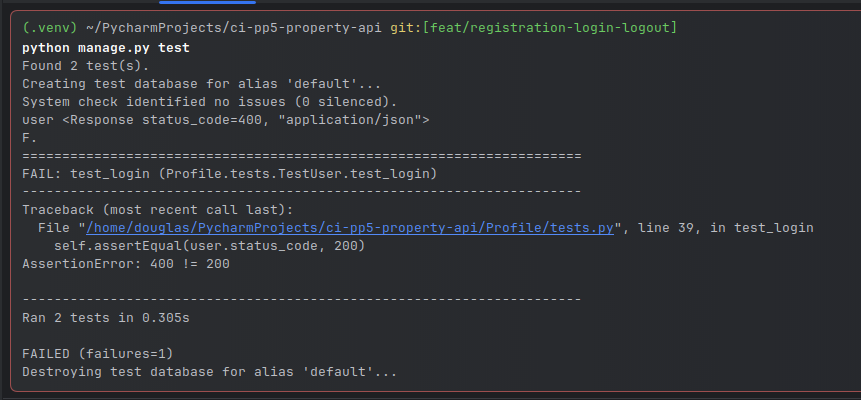 (.venv) ~/PycharmProjects/ci-pp5-property-api git:[feat/registration-login-logout]
python manage.py test
Found 2 test(s).
Creating test database for alias 'default'...
System check identified no issues (0 silenced).
user <Response status_code=400, "application/json">
F.
======================================================================
FAIL: test_login (Profile.tests.TestUser.test_login)
----------------------------------------------------------------------
Traceback (most recent call last):
  File "/home/douglas/PycharmProjects/ci-pp5-property-api/Profile/tests.py", line 39, in test_login
    self.assertEqual(user.status_code, 200)
AssertionError: 400 != 200

----------------------------------------------------------------------
Ran 2 tests in 0.305s

FAILED (failures=1)
Destroying test database for alias 'default'...